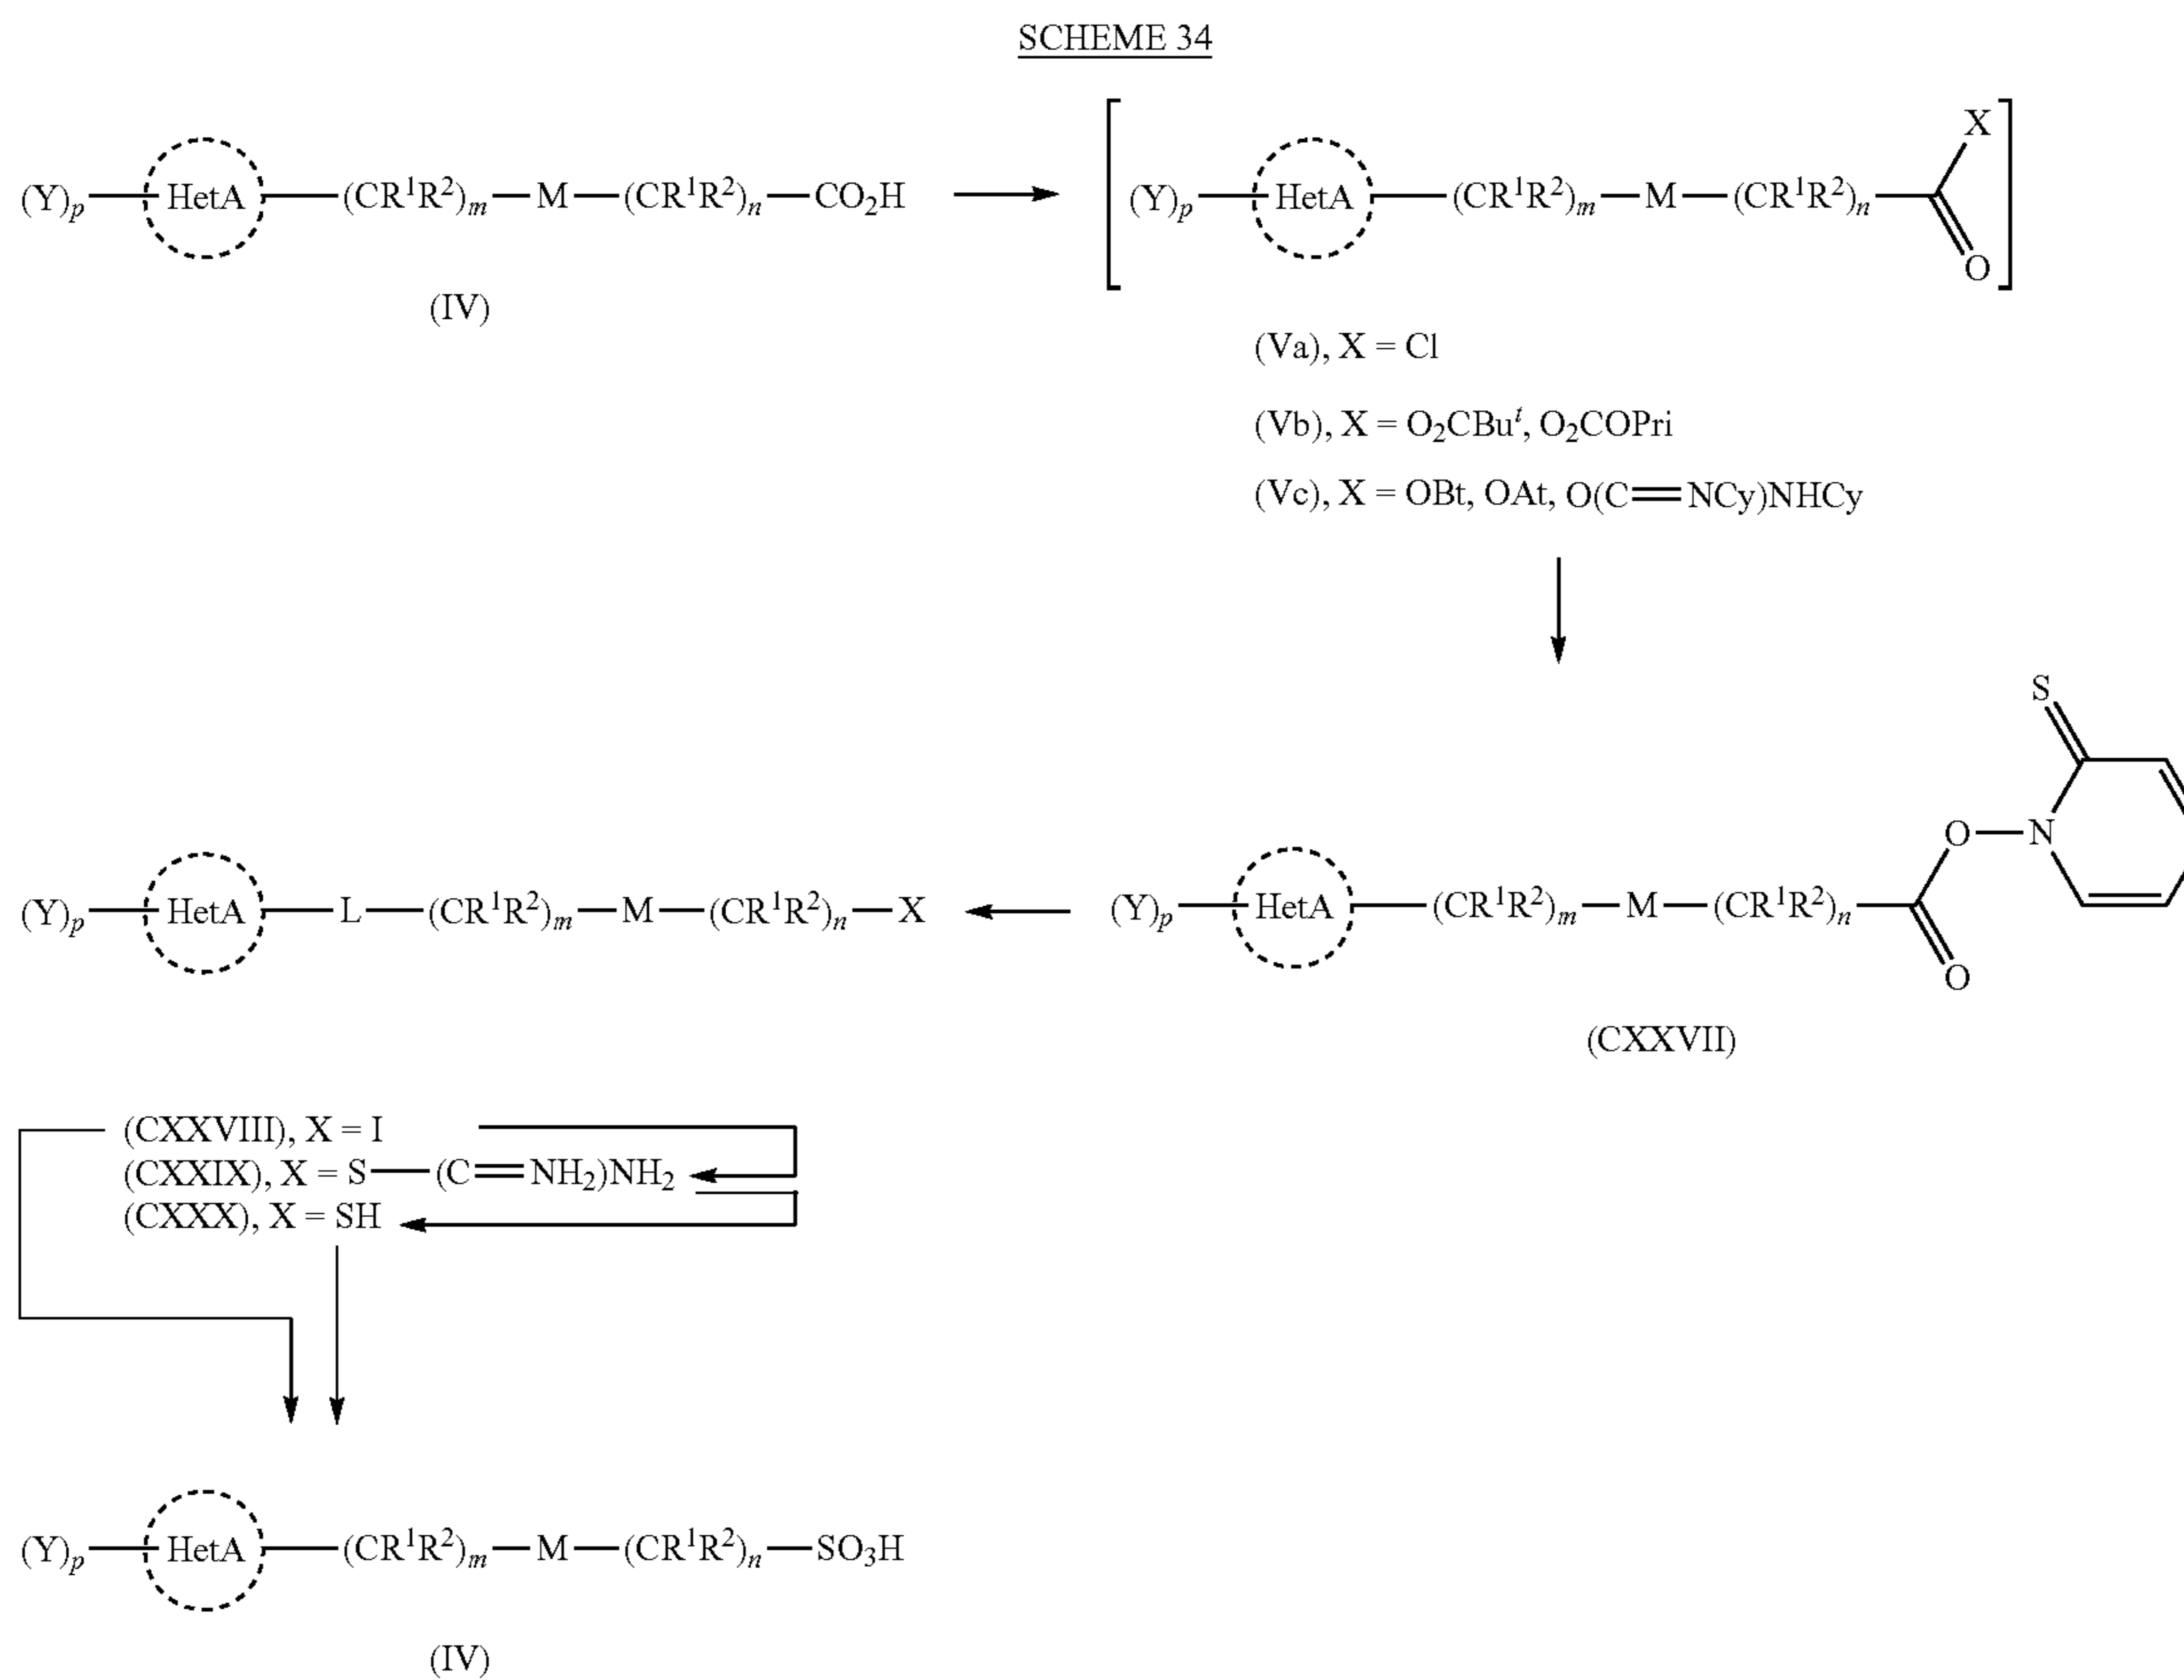 SCHEME 34
(Y)p—HetA—(CR¹R²)m—M—(CR¹R²)n—CO₂H
(IV)
(Y)p—HetA—(CR¹R²)m—M—(CR¹R²)n X O
(Va), X = Cl
(Vb), X = O₂CBuᵗ, O₂COPri
(Vc), X = OBt, OAt, O(C=NCy)NHCy
(Y)p—HetA—L—(CR¹R²)m—M—(CR¹R²)n—X
(Y)p—HetA—(CR¹R²)m—M—(CR¹R²)n O O—N S
(CXXVII)
(CXXVIII), X = I
(CXXIX), X = S—(C=NH₂)NH₂
(CXXX), X = SH
(Y)p—HetA—(CR¹R²)m—M—(CR¹R²)n—SO₃H
(IV)